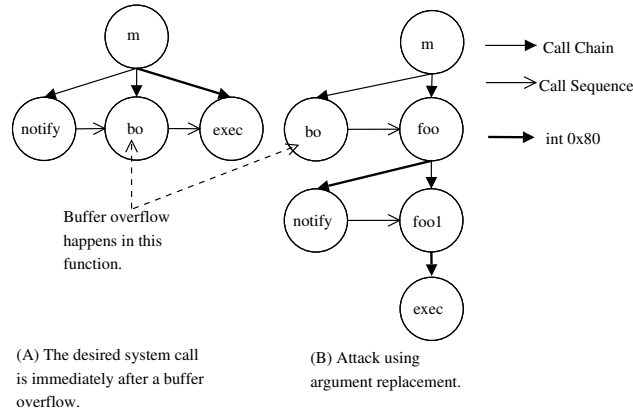 m
notify
bo
exec
Buffer overflow
happens in this
function.
(A) The desired system call
is immediately after a buffer
overflow.
m
bo
foo
notify
foo1
exec
(B) Attack using
argument replacement.
Call Chain
Call Sequence
int 0x80